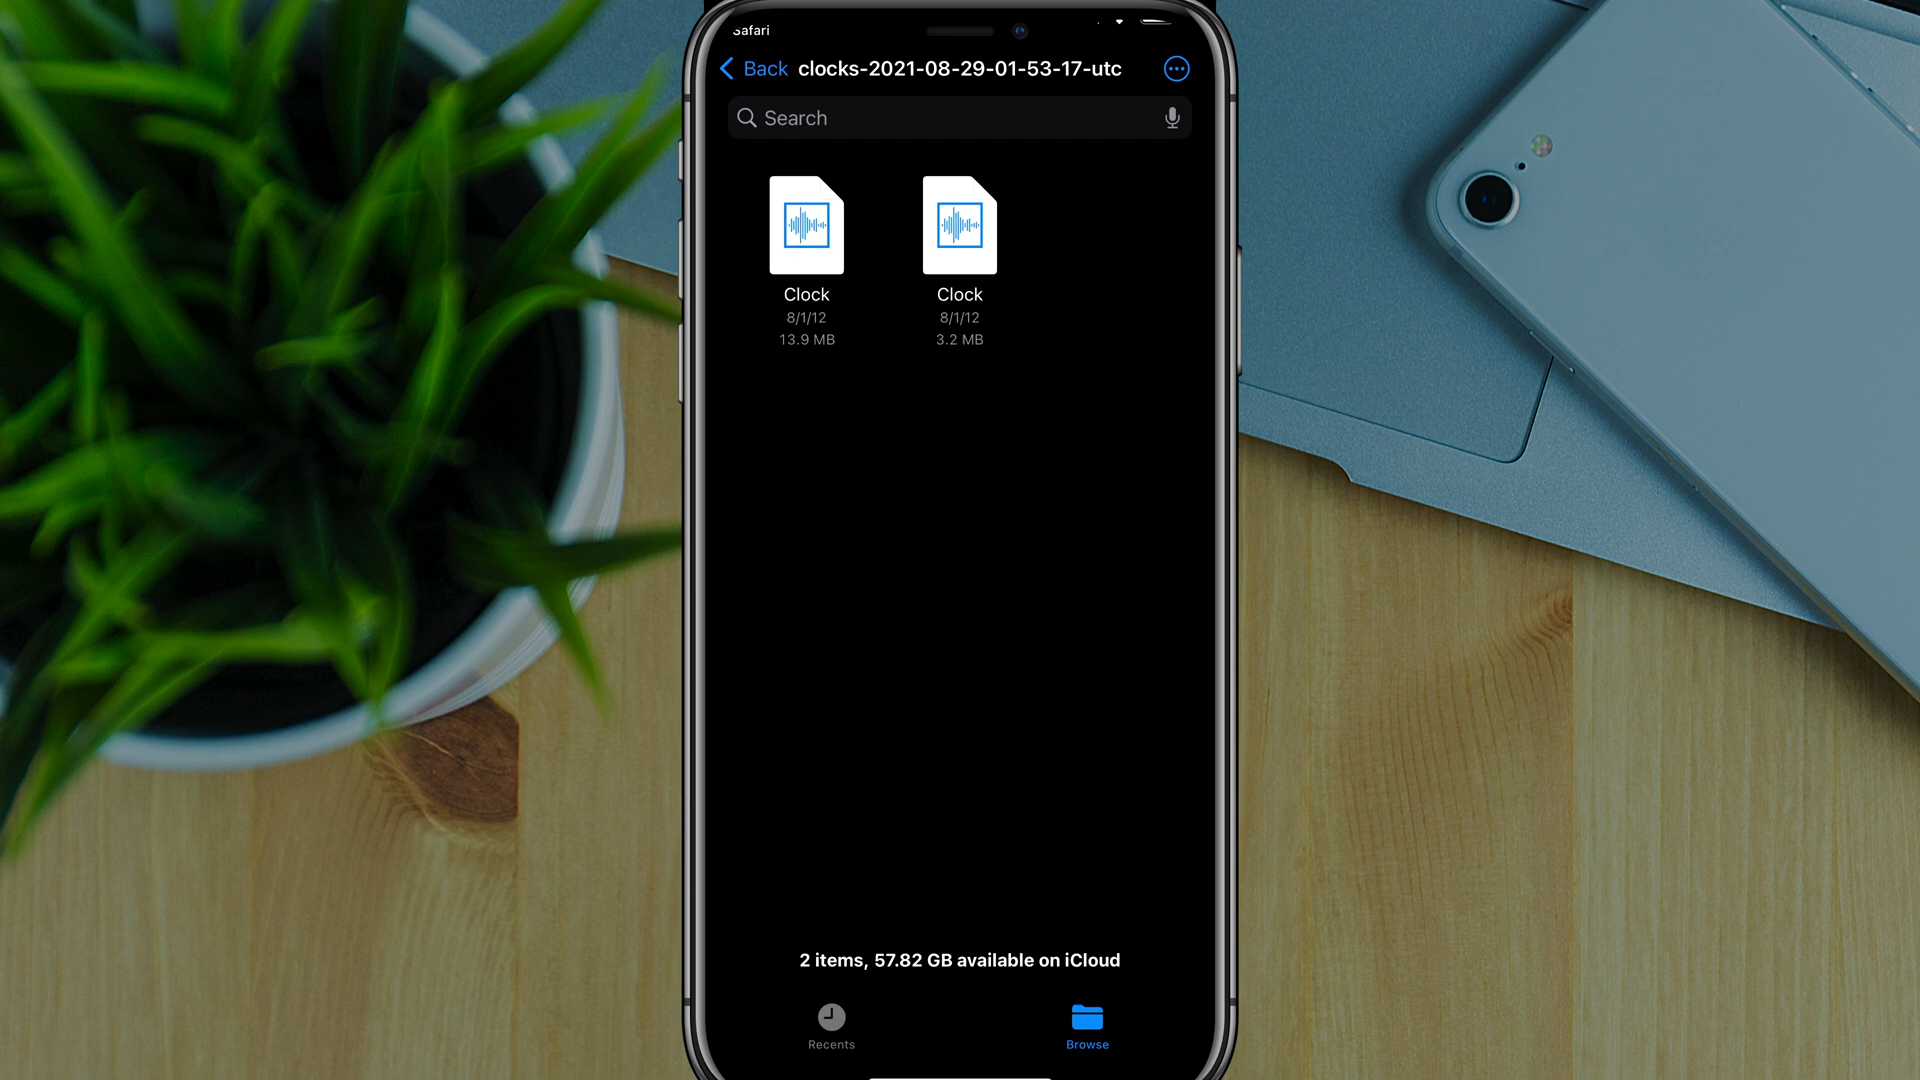 Safari
Back clocks-2021-08-29-01-53-17-utc
Search
Clock Clock
8/1/12 8/1/12
13.9 MB 3.2 MB
2 items, 57.82 GB available on iCloud
Recents Browse